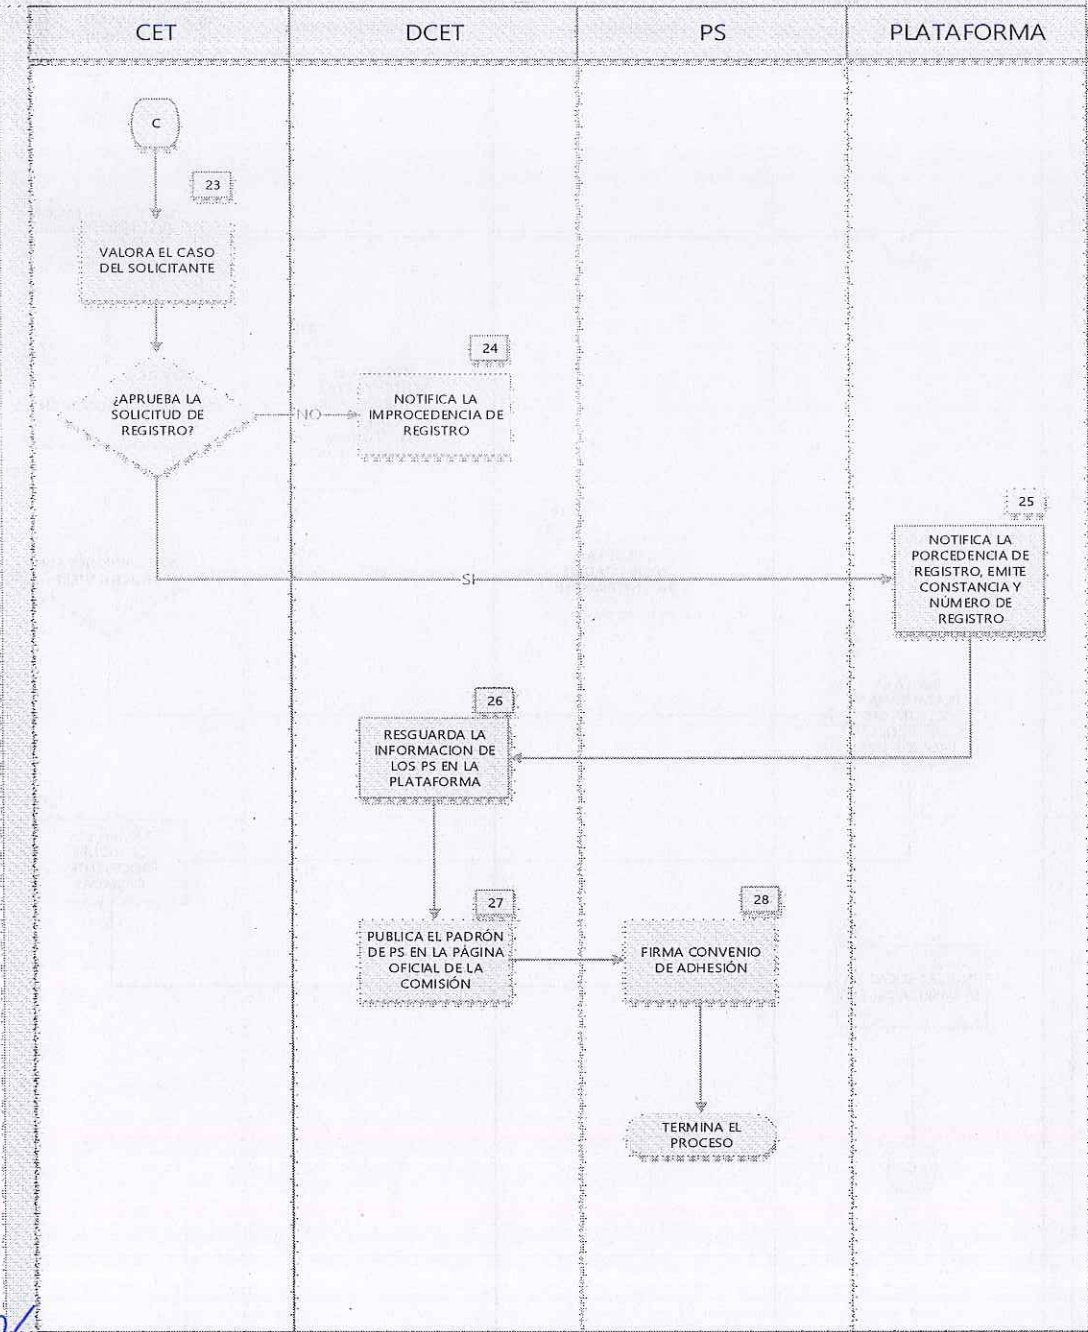 CET
DCET
PS
PLATAFORMA
C
23
VALORA EL CASO
DEL SOLICITANTE
¿APRUEBA LA
SOLICITUD DE
REGISTRO?
NO
24
NOTIFICA LA
IMPROCEDENCIA DE
REGISTRO
SI
25
NOTIFICA LA
PORCEDENCIA DE
REGISTRO, EMITE
CONSTANCIA Y
NÚMERO DE
REGISTRO
26
RESGUARDA LA
INFORMACION DE
LOS PS EN LA
PLATAFORMA
27
PUBLICA EL PADRÓN
DE PS EN LA PÁGINA
OFICIAL DE LA
COMISIÓN
28
FIRMA CONVENIO
DE ADHESIÓN
TERMINA EL
PROCESO